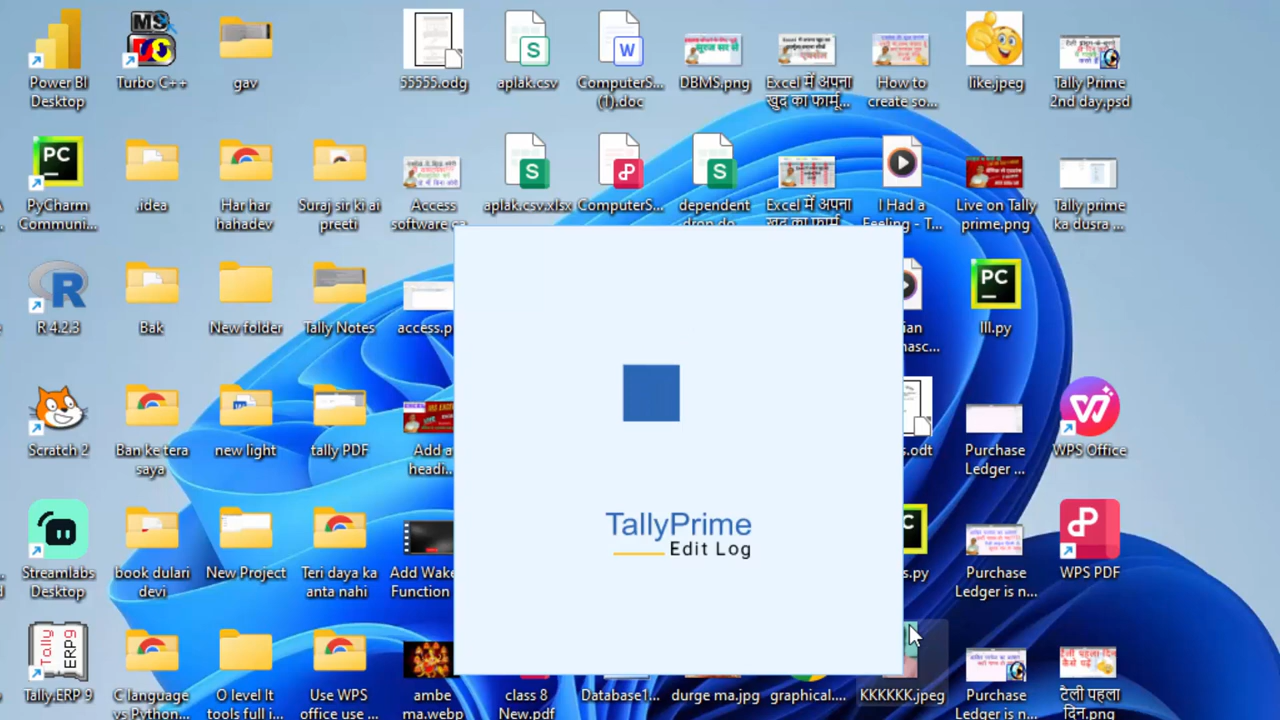 Power BI
Desktop
Turbo C++
gav
55555.odg
aplak.csv
ComputerS...
(1).doc
DBMS.png
Excel में अपना
खुद का फार्मू...
How to
create so...
like.jpeg
Tally Prime
2nd day.psd
PyCharm
Communi...
.idea
Har har
hahadev
Suraj sir ki ai
preeti
Access
software ca...
aplak.csv.xlsx
ComputerS...
dependent
drop do...
Excel में अपना
खुद का फार्मू...
I Had a
Feeling - T...
Live on Tally
prime.png
Tally prime
ka dusra ...
R 4.2.3
Bak
New folder
Tally Notes
access.p
lll.py
Scratch 2
Ban ke tera
saya
new light
tally PDF
Add a
headi...
s.odt
Purchase
Ledger ...
WPS Office
TallyPrime
Edit Log
Streamlabs
Desktop
book dulari
devi
New Project
Teri daya ka
anta nahi
Add Wake
Function
s.py
Purchase
Ledger is n...
WPS PDF
Tally.ERP 9
C language
vs Python...
O level It
tools full i...
Use WPS
office use ...
ambe
ma.webp
class 8
New.pdf
Database1...
durge ma.jpg
graphical....
KKKKKK.jpeg
Purchase
Ledger is n...
टैली पहला
दिन.png